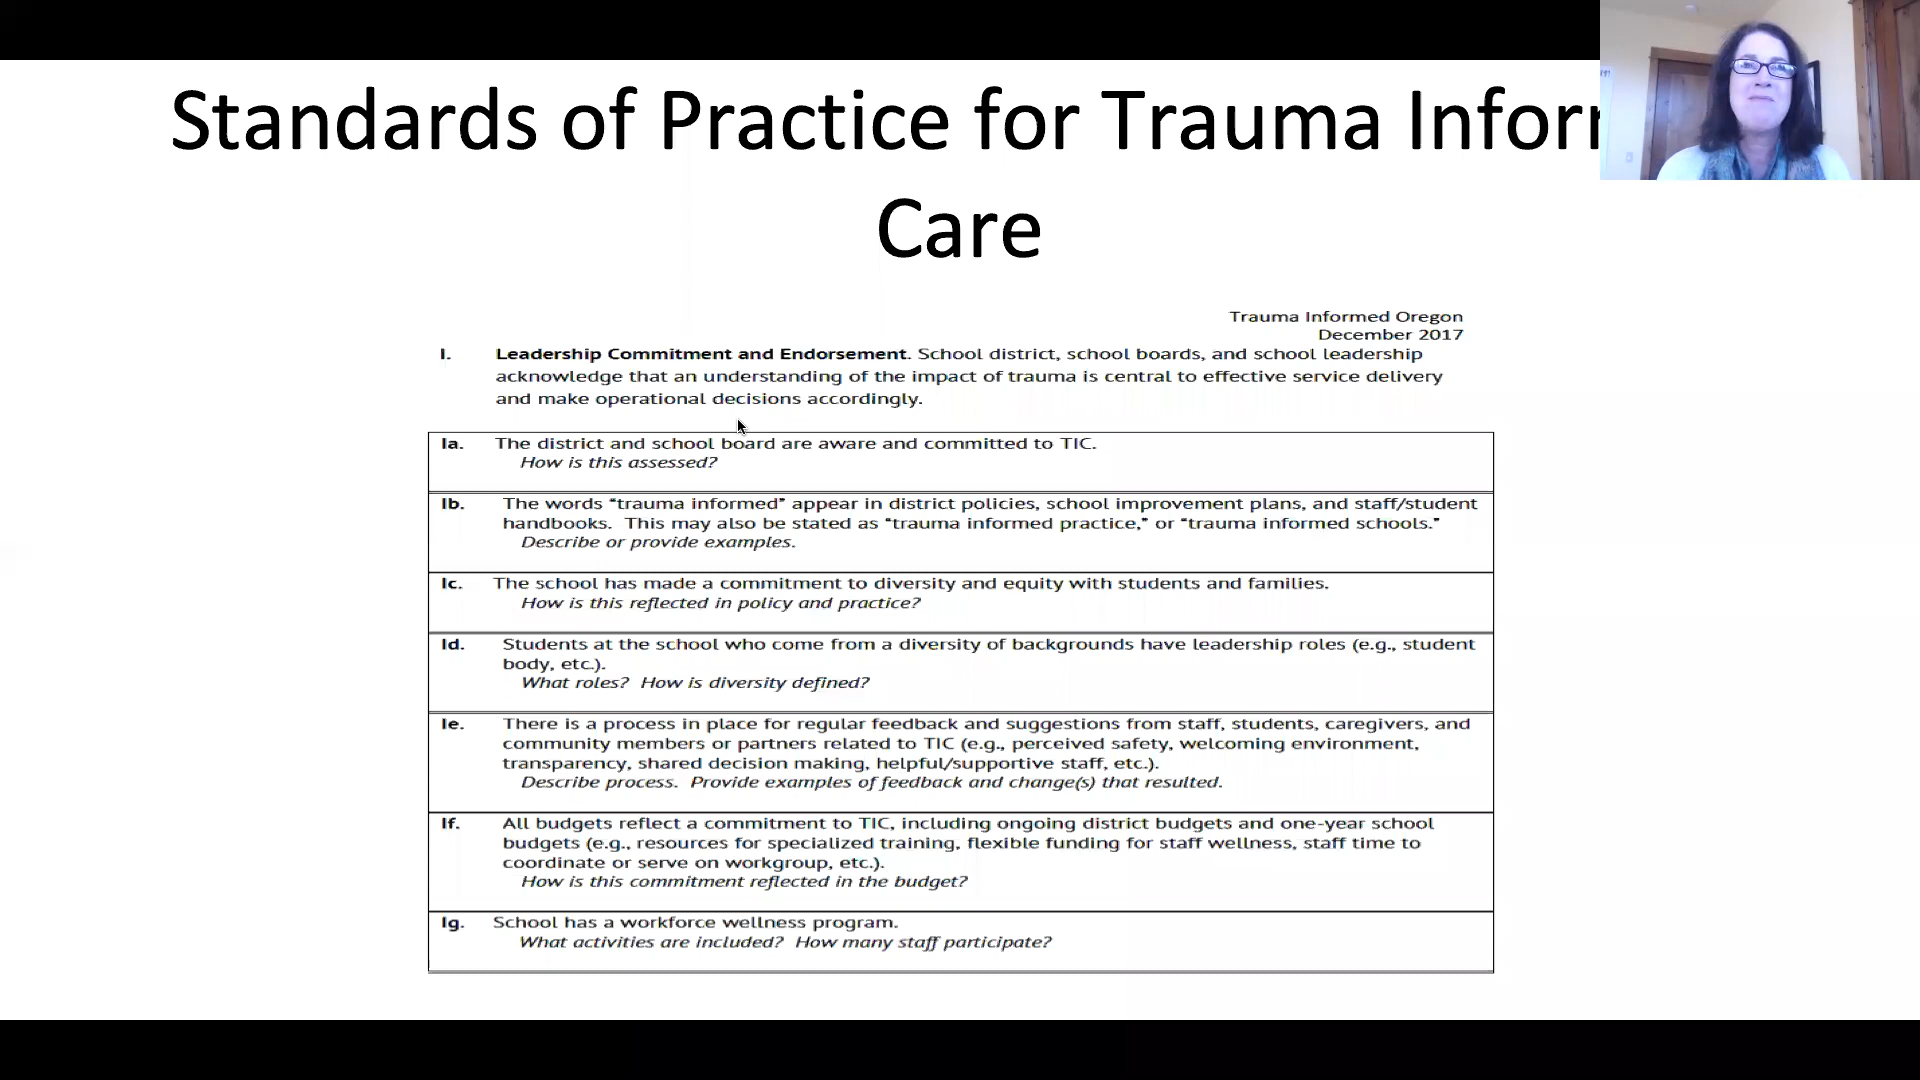 Standards of Practice for Trauma Infor
Care
Trauma Informed Oregon
December 2017
I. Leadership Commitment and Endorsement. School district, school boards, and school leadership
acknowledge that an understanding of the impact of trauma is central to effective service delivery
and make operational decisions accordingly.
Ia. The district and school board are aware and committed to TIC.
How is this assessed?
Ib. The words “trauma informed” appear in district policies, school improvement plans, and staff/student
handbooks. This may also be stated as “trauma informed practice,” or “trauma informed schools.”
Describe or provide examples.
Ic. The school has made a commitment to diversity and equity with students and families.
How is this reflected in policy and practice?
Id. Students at the school who come from a diversity of backgrounds have leadership roles (e.g., student
body, etc.).
What roles? How is diversity defined?
Ie. There is a process in place for regular feedback and suggestions from staff, students, caregivers, and
community members or partners related to TIC (e.g., perceived safety, welcoming environment,
transparency, shared decision making, helpful/supportive staff, etc.).
Describe process. Provide examples of feedback and change(s) that resulted.
If. All budgets reflect a commitment to TIC, including ongoing district budgets and one-year school
budgets (e.g., resources for specialized training, flexible funding for staff wellness, staff time to
coordinate or serve on workgroup, etc.).
How is this commitment reflected in the budget?
Ig. School has a workforce wellness program.
What activities are included? How many staff participate?